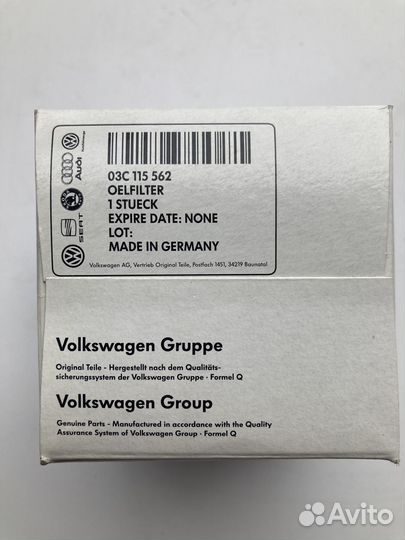 03C 115 562
OELFILTER
1 STUECK
EXPIRE DATE: NONE
LOT:
MADE IN GERMANY
Audi
SEAT
Volkswagen AG, Vertrieb Original Teile, Postfach 1451, 34219 Baunatal
Volkswagen Gruppe
Original Teile - Hergestellt nach dem Qualitäts-
sicherungssystem der Volkswagen Gruppe - Formel Q
Volkswagen Group
Genuine Parts - Manufactured in accordance with the Quality
Assurance System of Volkswagen Group - Formel Q
Avito